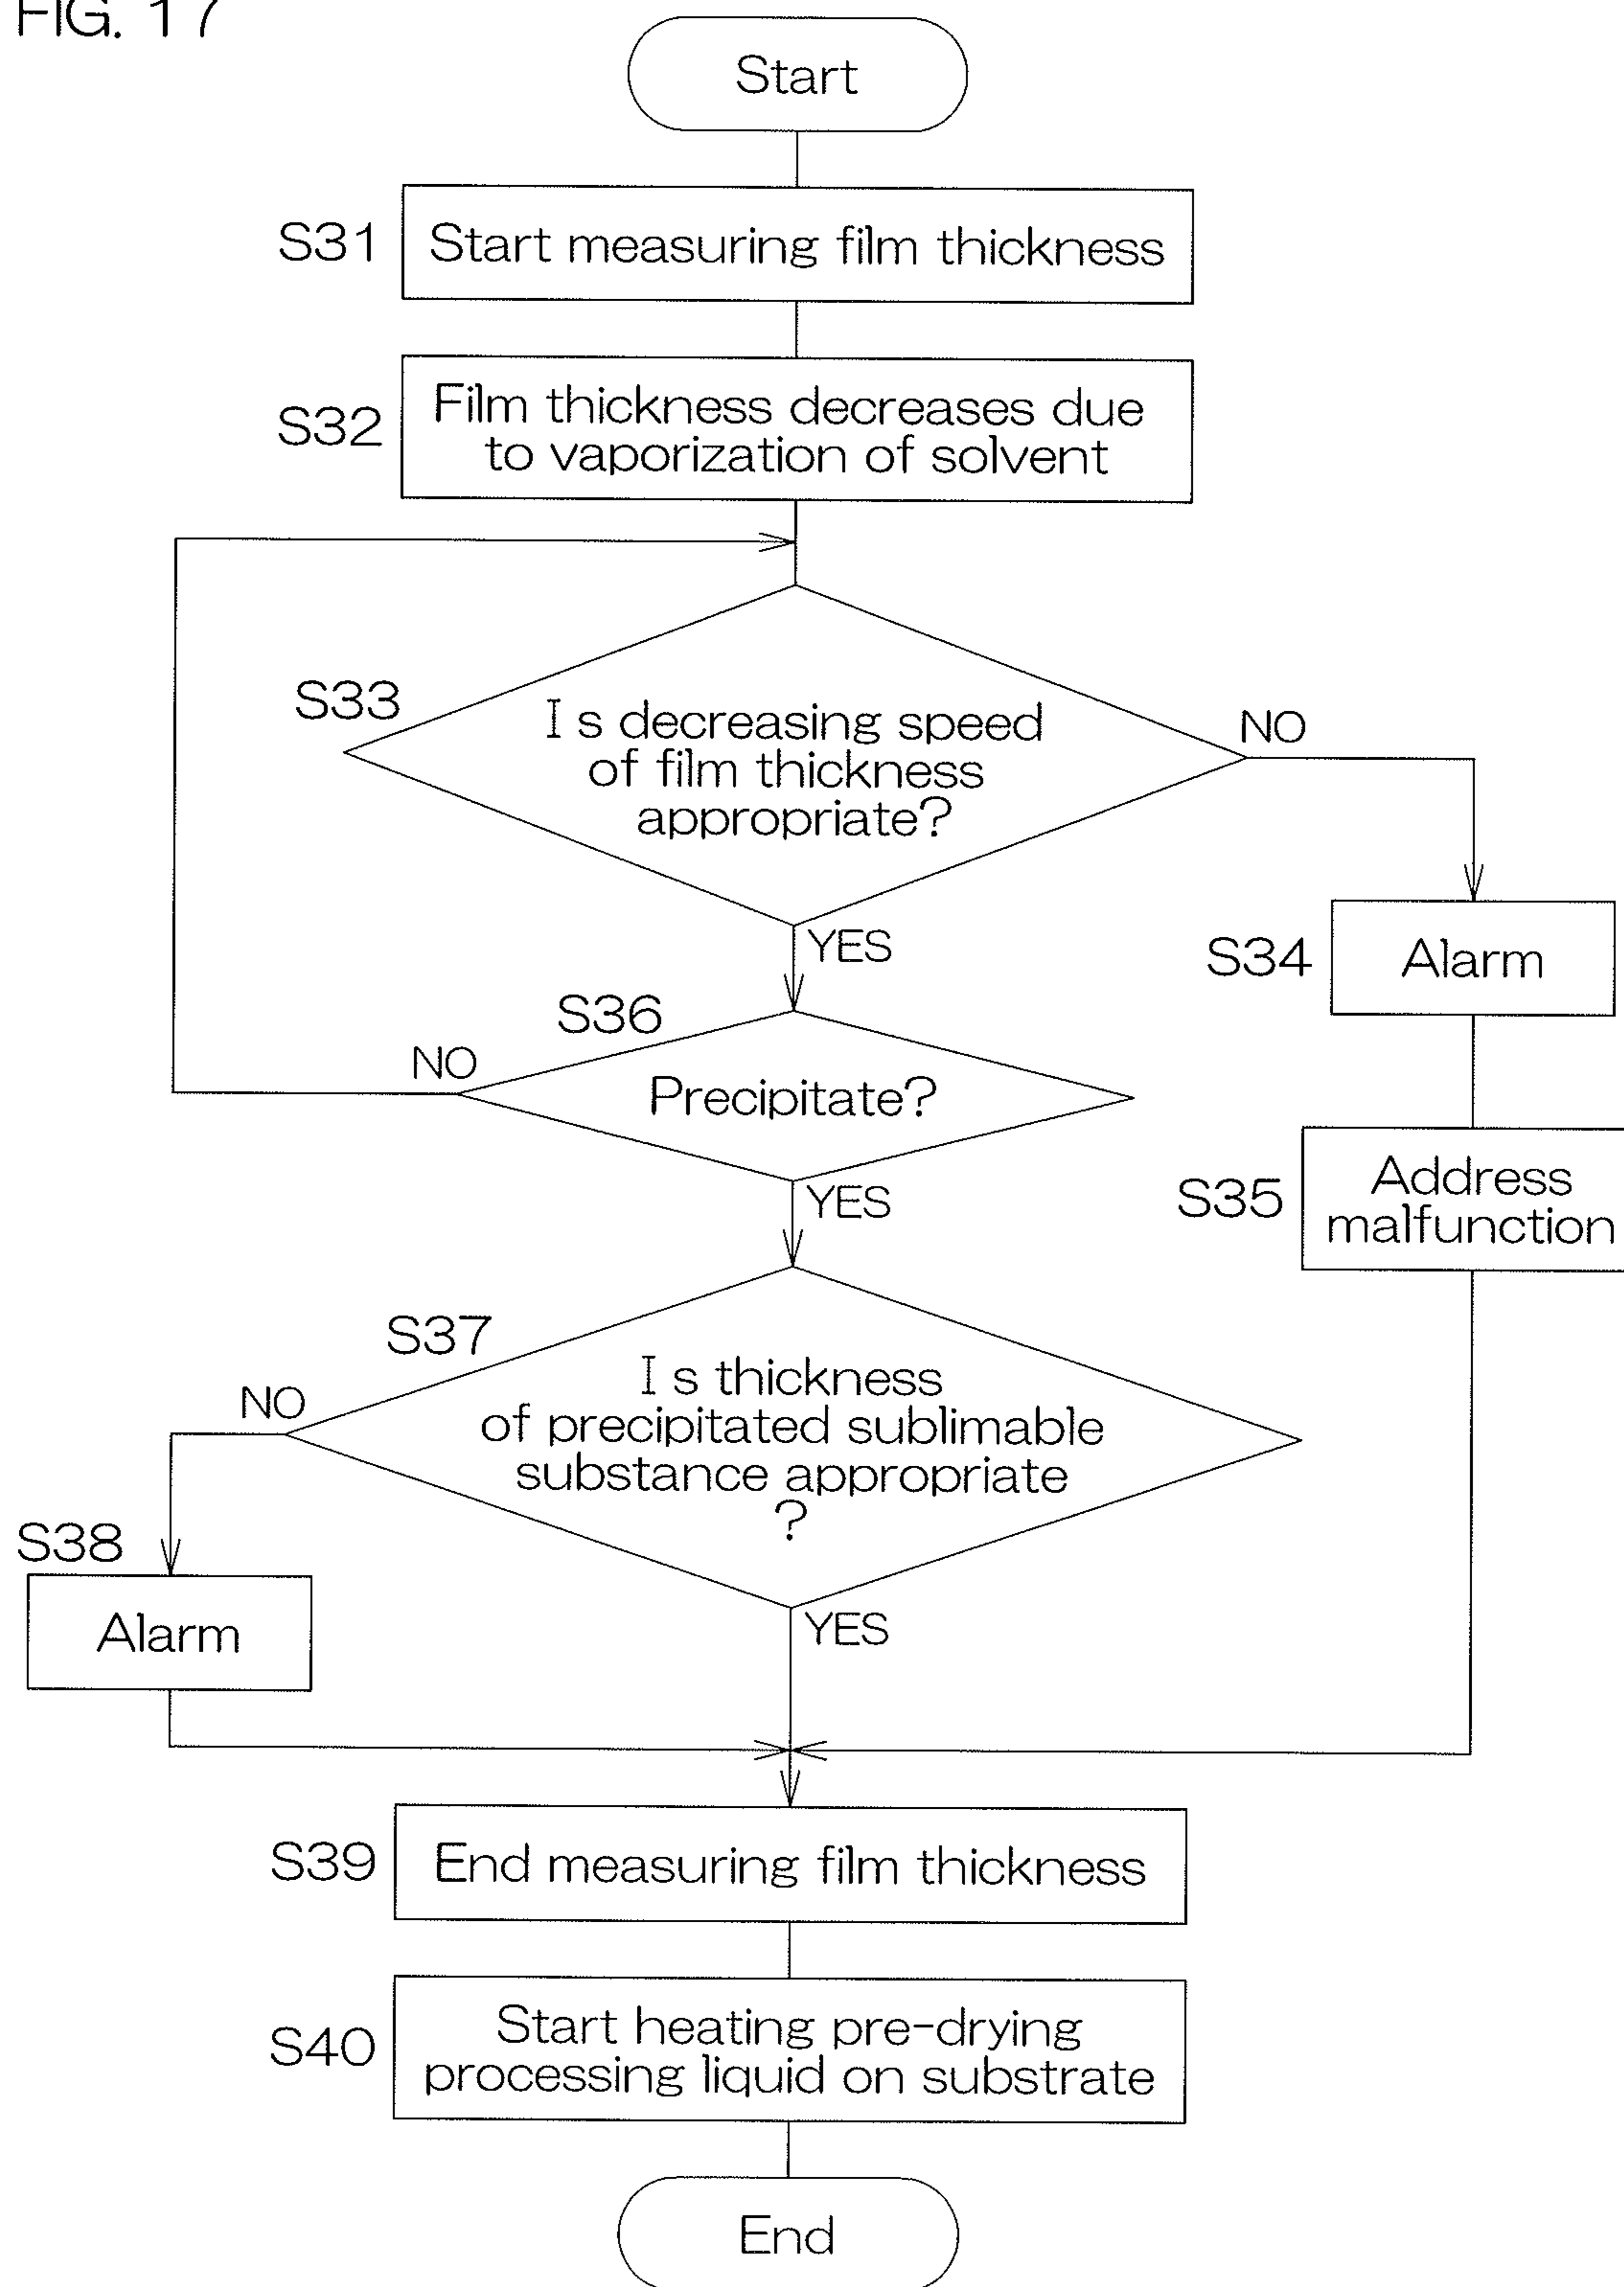 FIG. 17
Start
S31
Start measuring film thickness
S32
Film thickness decreases due
to vaporization of solvent
S33
Is decreasing speed
of film thickness
appropriate?
NO
YES
S34
Alarm
S36
NO
Precipitate?
YES
S35
Address
malfunction
S37
NO
Is thickness
of precipitated sublimable
substance appropriate
?
YES
S38
Alarm
S39
End measuring film thickness
S40
Start heating pre-drying
processing liquid on substrate
End